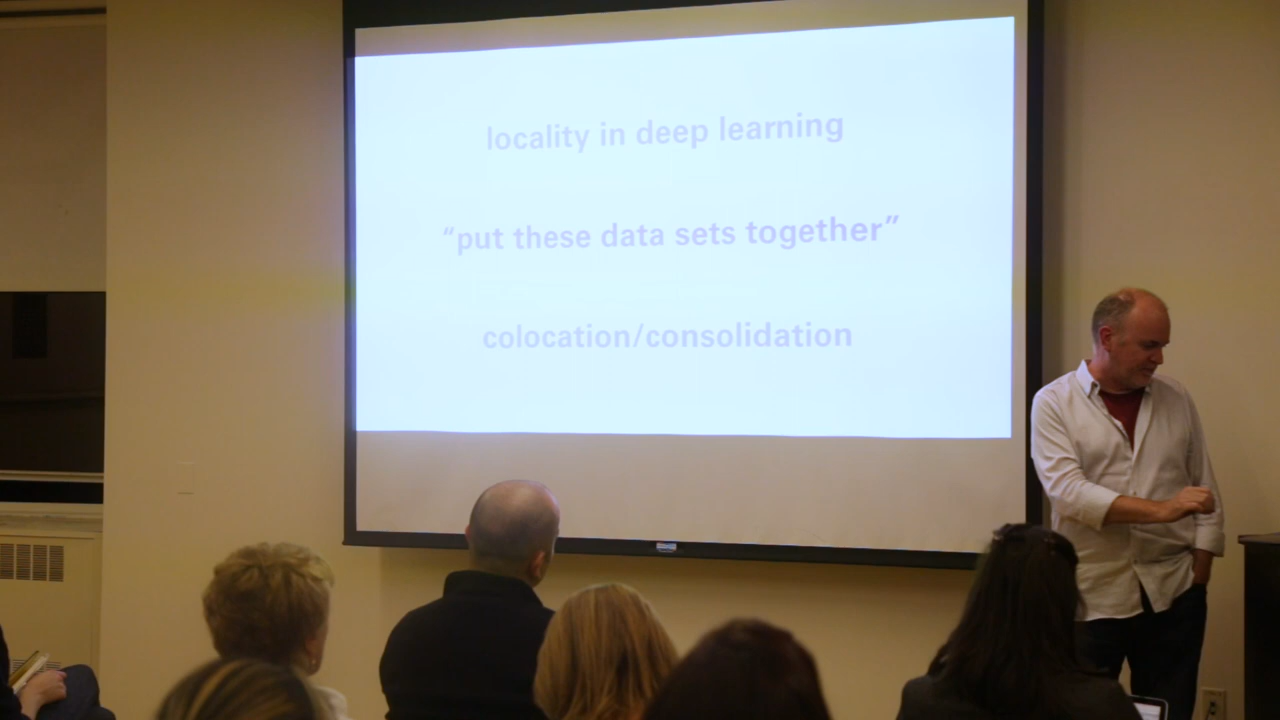 locality in deep learning
“put these data sets together”
colocation/consolidation